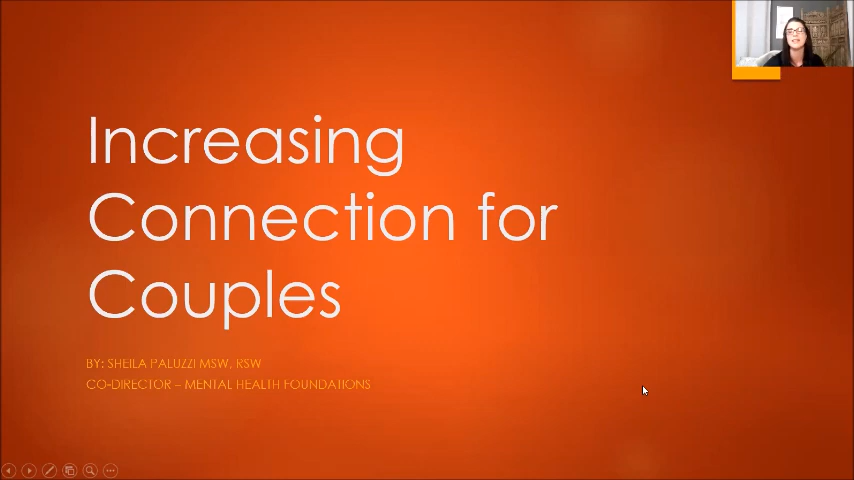 Increasing
Connection for
Couples
BY: SHEILA PALUZZI MSW, RSW
CO-DIRECTOR – MENTAL HEALTH FOUNDATIONS